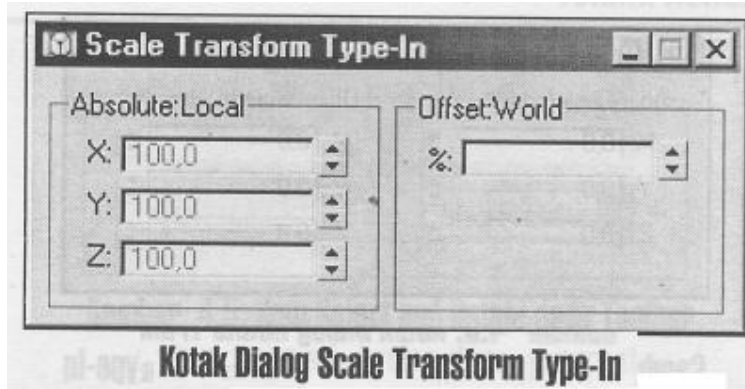 Scale Transform Type-In
Absolute:Local
X: 100,0
Y: 100,0
Z: 100,0
Offset:World
%:
Kotak Dialog Scale Transform Type-In